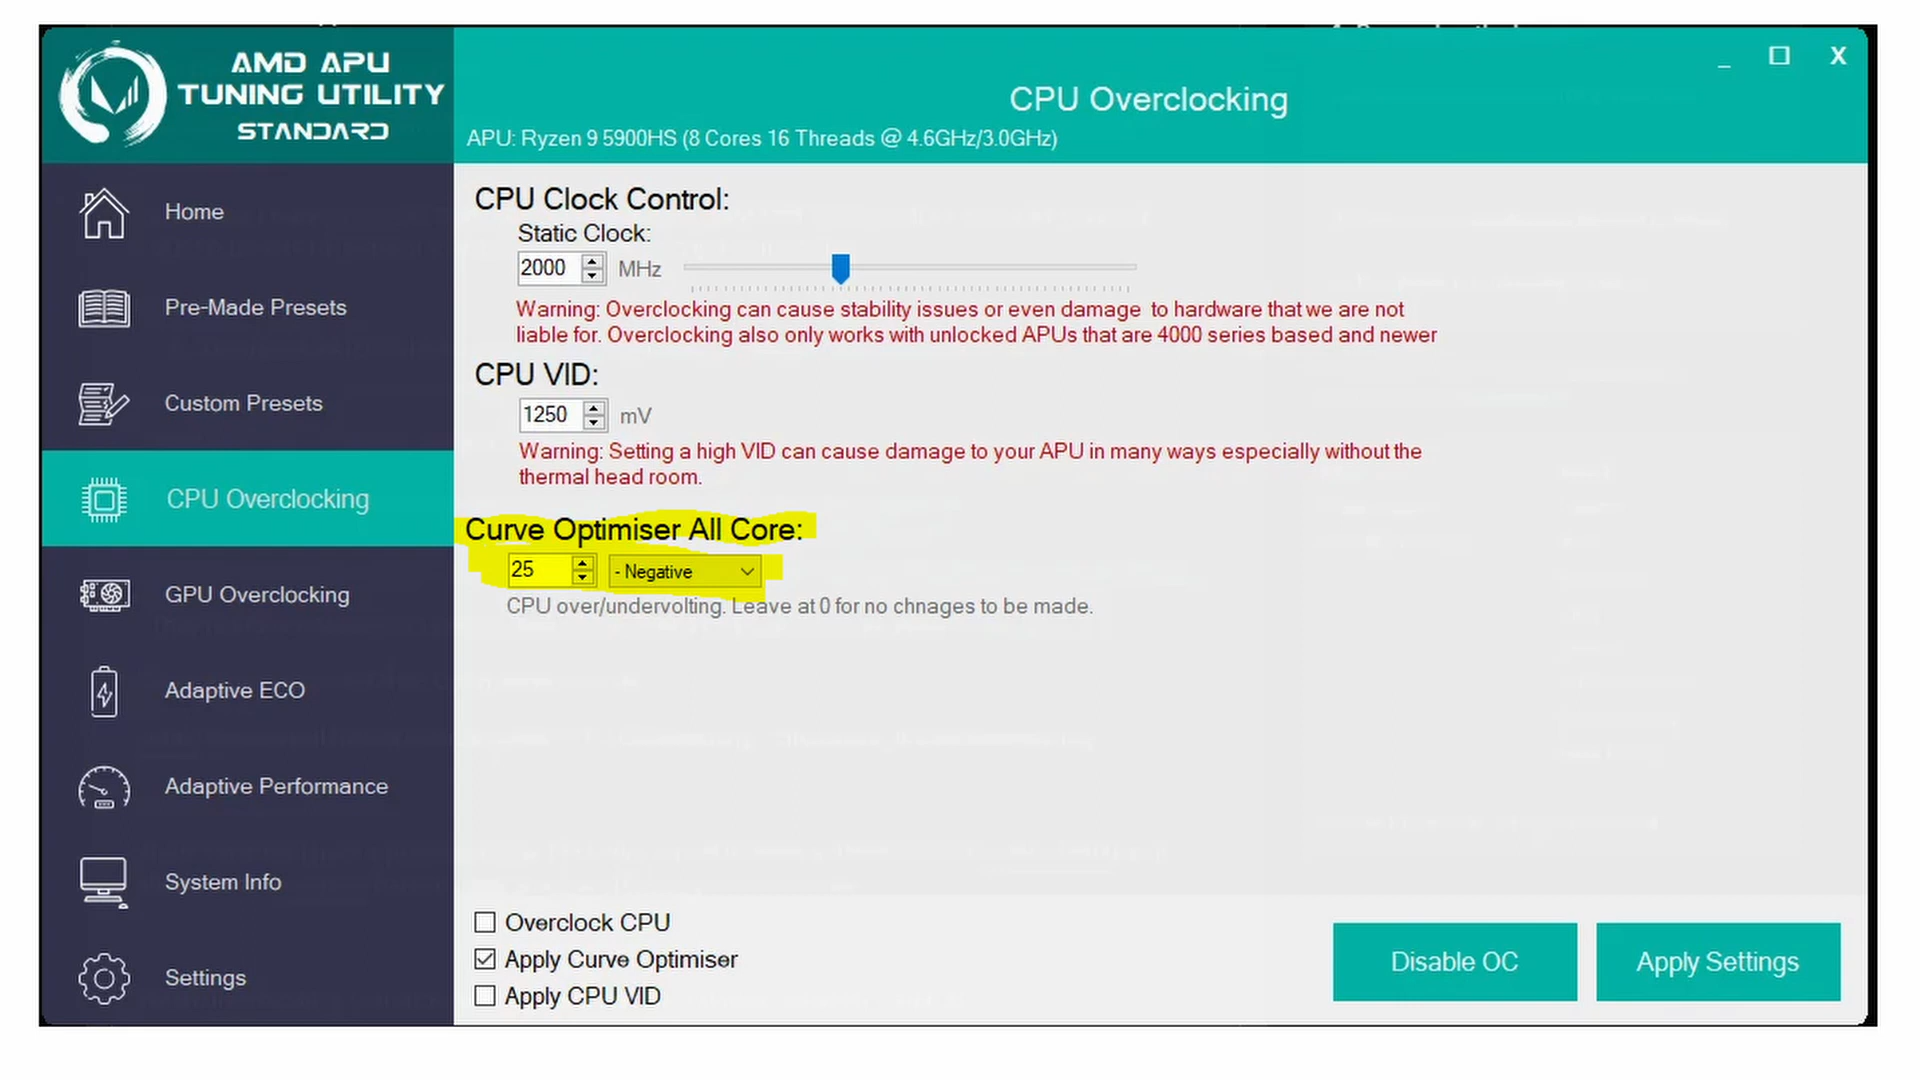 AMD APU
TUNING UTILITY
STANDARD
CPU Overclocking
APU: Ryzen 9 5900HS (8 Cores 16 Threads @ 4.6GHz/3.0GHz)
_
X
Home
Pre-Made Presets
Custom Presets
CPU Overclocking
GPU Overclocking
Adaptive ECO
Adaptive Performance
System Info
Settings
CPU Clock Control:
Static Clock:
2000 MHz
Warning: Overclocking can cause stability issues or even damage to hardware that we are not
liable for. Overclocking also only works with unlocked APUs that are 4000 series based and newer
CPU VID:
1250 mV
Warning: Setting a high VID can cause damage to your APU in many ways especially without the
thermal head room.
Curve Optimiser All Core:
25 - Negative
CPU over/undervolting. Leave at 0 for no chnages to be made.
Overclock CPU
Apply Curve Optimiser
Apply CPU VID
Disable OC
Apply Settings